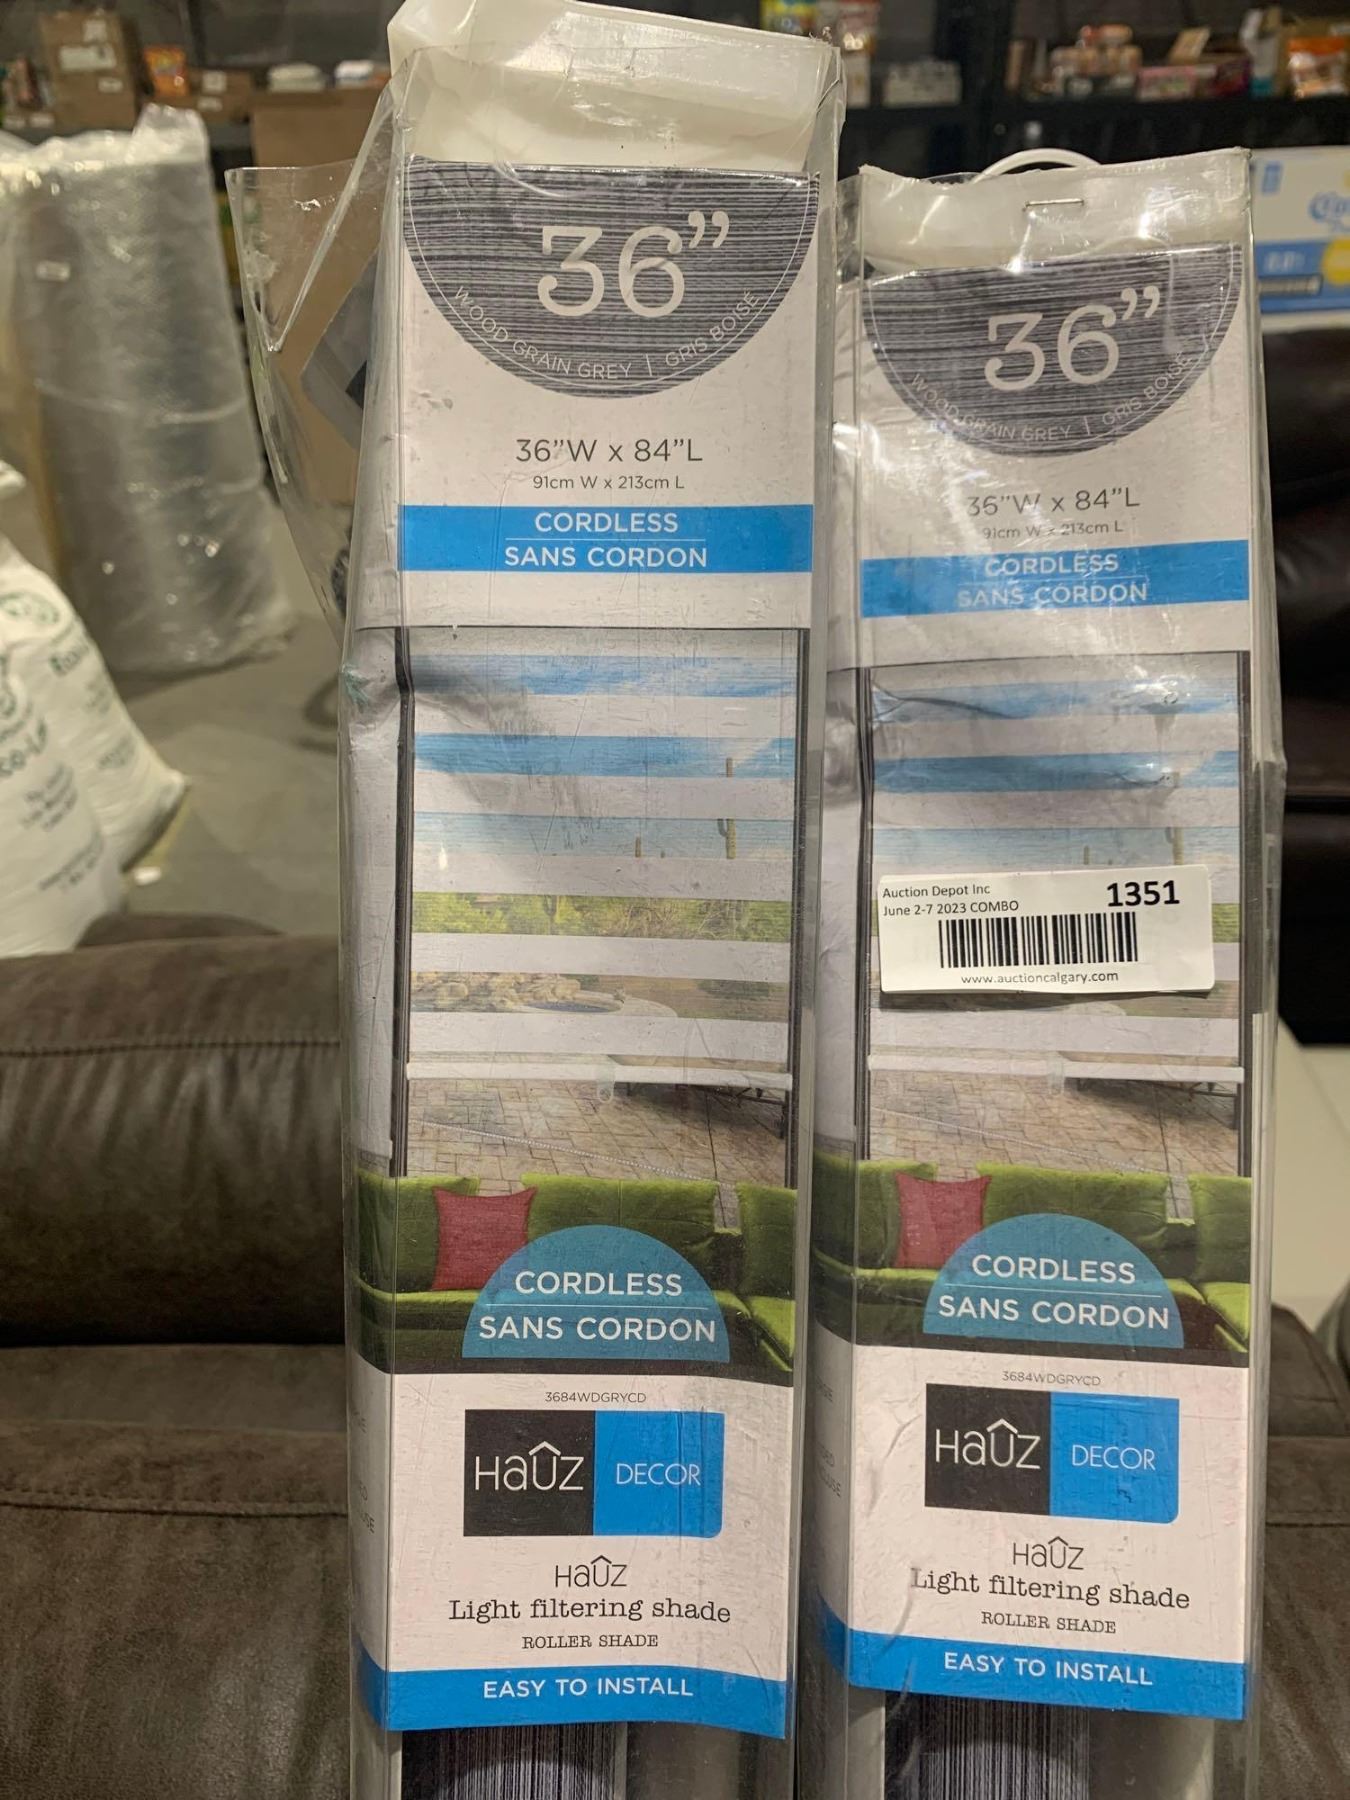 36”
WOOD GRAIN GREY | GRIS BOISÉ
36”W x 84”L
91cm W x 213cm L
CORDLESS
SANS CORDON
CORDLESS
SANS CORDON
3684WDGRYCD
HaûZ DECOR
HaûZ
Light filtering shade
ROLLER SHADE
EASY TO INSTALL
36”
WOOD GRAIN GREY | GRIS BOISÉ
36”W x 84”L
91cm W x 213cm L
CORDLESS
SANS CORDON
Auction Depot Inc
1351
June 2-7 2023 COMBO
www.auctioncalgary.com
CORDLESS
SANS CORDON
3684WDGRYCD
HaûZ DECOR
HaûZ
Light filtering shade
ROLLER SHADE
EASY TO INSTALL